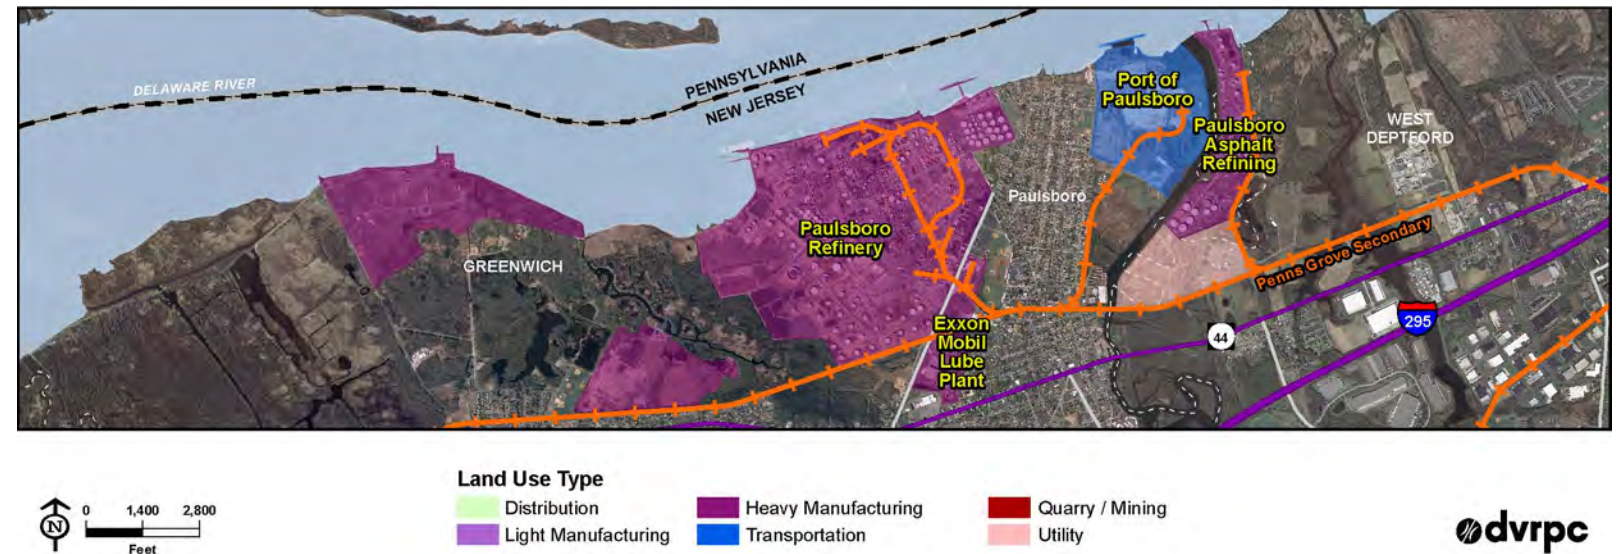 DELAWARE RIVER
PENNSYLVANIA
NEW JERSEY
Port of
Paulsboro
Paulsboro
Asphalt
Refining
WEST
DEPTFORD
Paulsboro
Paulsboro
Refinery
GREENWICH
Penns Grove Secondary
Exxon
Mobil
Lube
Plant
44
295
Land Use Type
Distribution
Heavy Manufacturing
Quarry / Mining
Light Manufacturing
Transportation
Utility
N
0 1,400 2,800
Feet
dvrpc